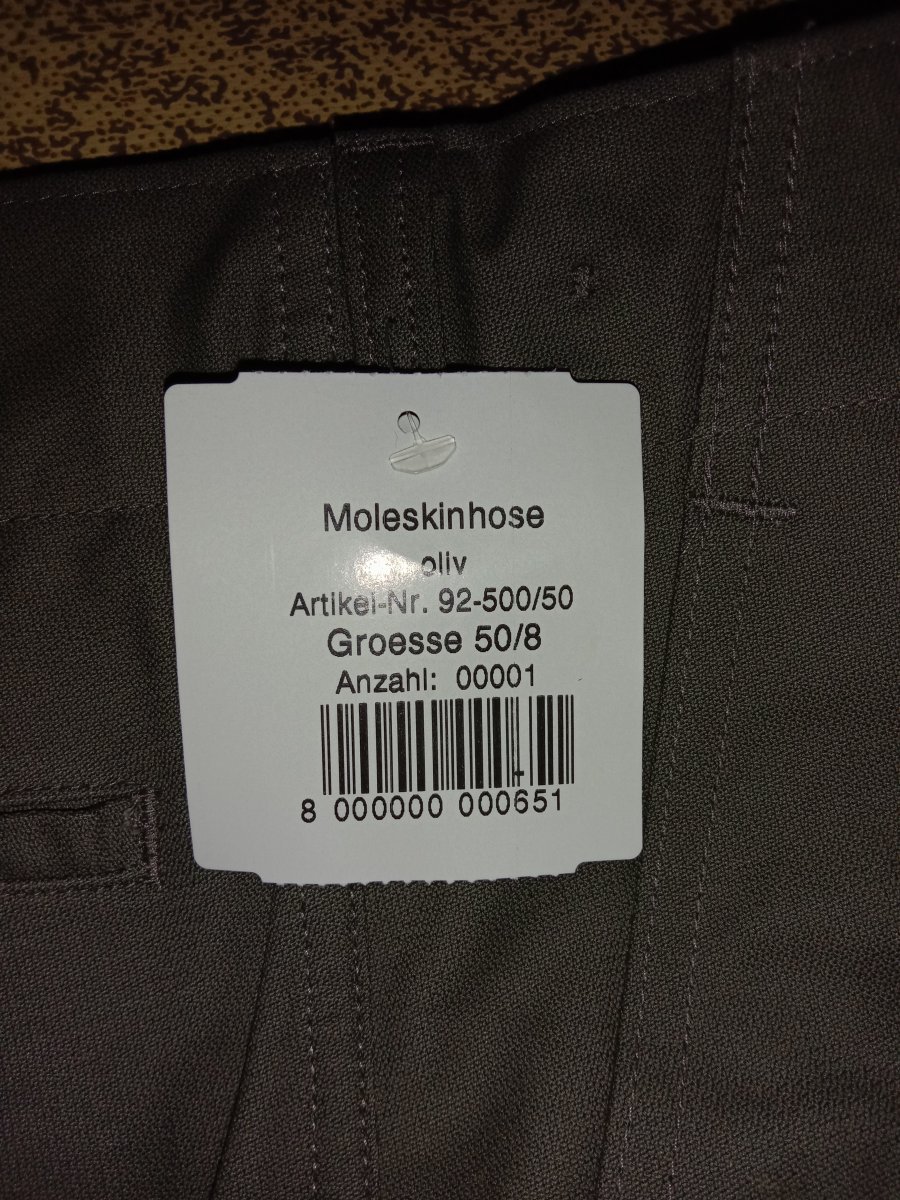 Moleskinhose
oliv
Artikel-Nr. 92-500/50
Groesse 50/8
Anzahl: 00001
8 000000 000651